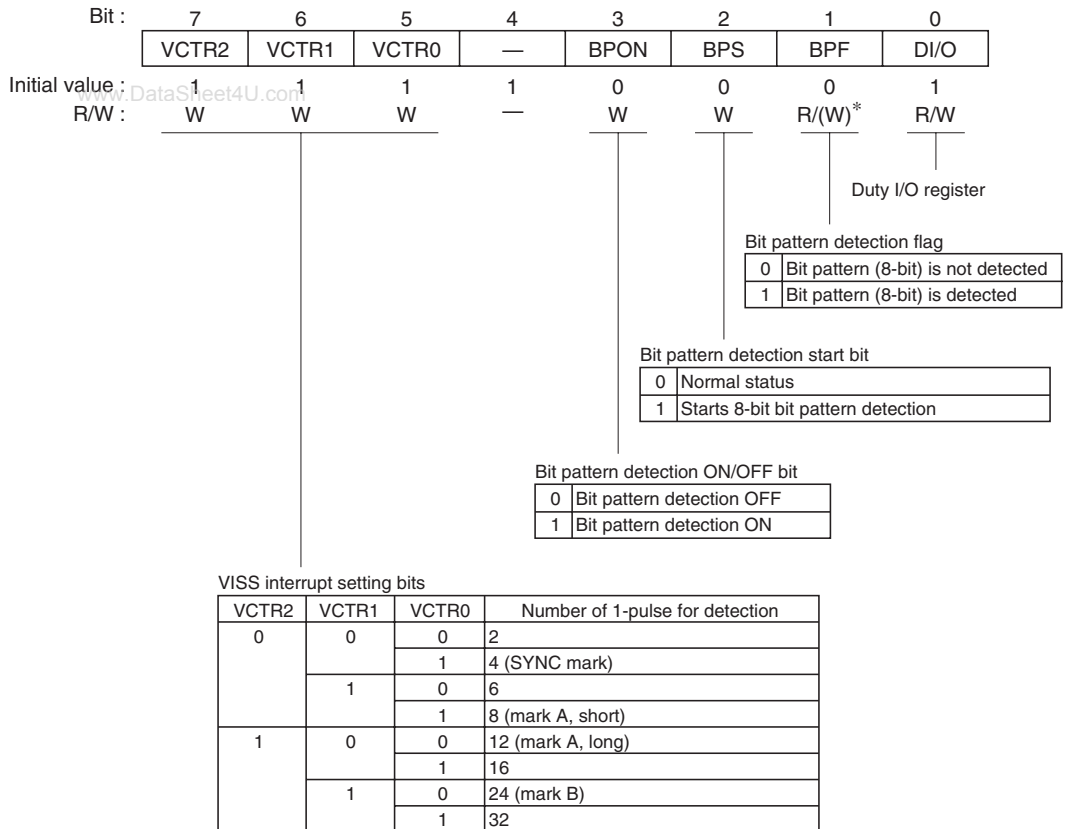 Bit : 7 6 5 4 3 2 1 0
VCTR2 VCTR1 VCTR0 — BPON BPS BPF DI/O
Initial value : 1 1 1 1 0 0 0 1
www.DataSheet4U.com
R/W : W W W — W W R/(W)* R/W
Duty I/O register
Bit pattern detection flag
0 Bit pattern (8-bit) is not detected
1 Bit pattern (8-bit) is detected
Bit pattern detection start bit
0 Normal status
1 Starts 8-bit bit pattern detection
Bit pattern detection ON/OFF bit
0 Bit pattern detection OFF
1 Bit pattern detection ON
VISS interrupt setting bits
VCTR2 VCTR1 VCTR0 Number of 1-pulse for detection
0 0 0 2
1 4 (SYNC mark)
1 0 6
1 8 (mark A, short)
1 0 0 12 (mark A, long)
1 16
1 0 24 (mark B)
1 32